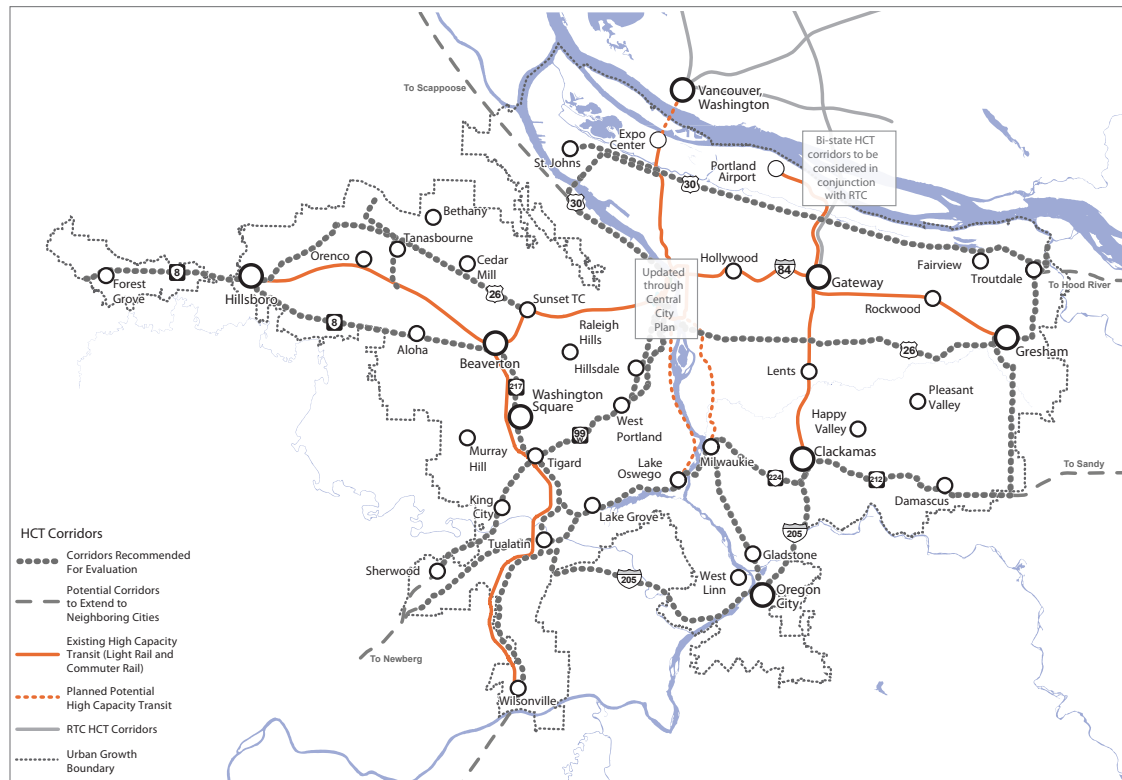 To Scappoose
Vancouver,
Washington
Expo
Center
St. Johns
Portland
Airport
Bi-state HCT
corridors to be
considered in
conjunction
with RTC
30
30
Bethany
Tanasbourne
Orenco
Cedar
Mill
26
8
Forest
Grove
Hillsboro
8
Aloha
Sunset TC
Beaverton
Raleigh
Hills
Hillsdale
Updated
through
Central
City
Plan
Hollywood
84
Gateway
Fairview
Troutdale
To Hood River
Rockwood
26
Gresham
217
Washington
Square
99
W
West
Portland
Lents
Pleasant
Valley
Happy
Valley
Murray
Hill
Tigard
Lake
Oswego
Milwaukie
Clackamas
224
212
To Sandy
Damascus
King
City
Lake Grove
Tualatin
205
Sherwood
Gladstone
205
West
Linn
Oregon
City
To Newberg
Wilsonville
HCT Corridors
Corridors Recommended
For Evaluation
Potential Corridors
to Extend to
Neighboring Cities
Existing High Capacity
Transit (Light Rail and
Commuter Rail)
Planned Potential
High Capacity Transit
RTC HCT Corridors
Urban Growth
Boundary